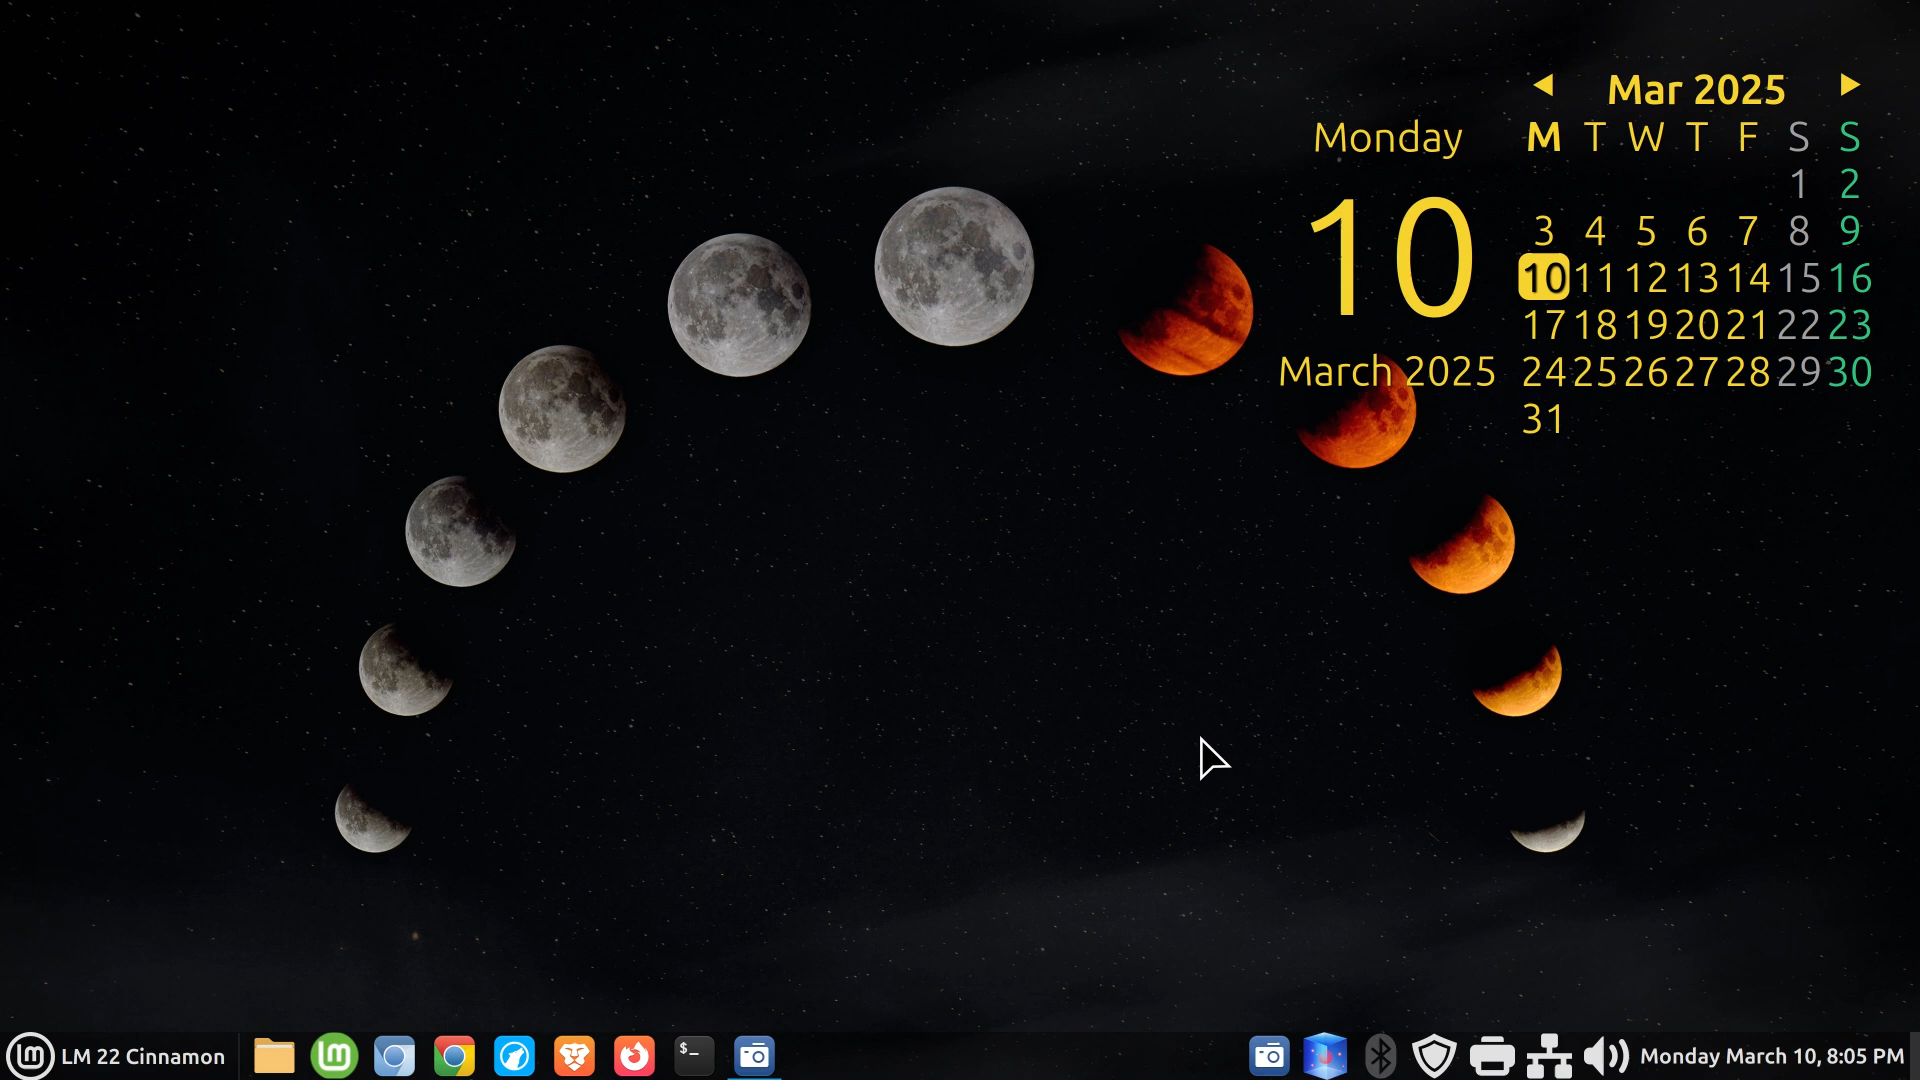 Mar 2025
Monday
10
March 2025
M T W T F S S
1 2
3 4 5 6 7 8 9
10 11 12 13 14 15 16
17 18 19 20 21 22 23
24 25 26 27 28 29 30
31
LM 22 Cinnamon
$_
Monday March 10, 8:05 PM